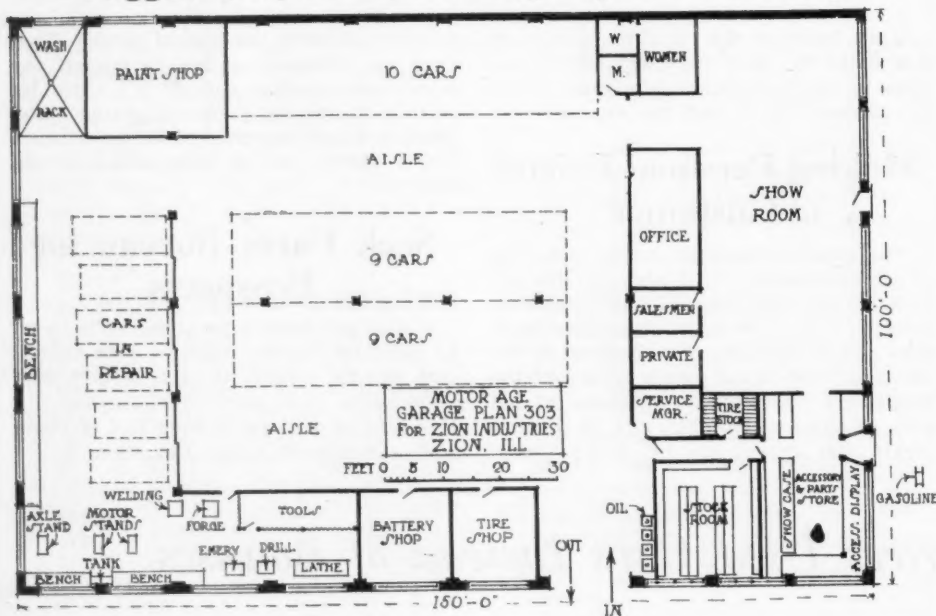 WASH
RACK
PAINT SHOP
10 CARS
W
M.
WOMEN
AISLE
SHOW
ROOM
OFFICE
9 CARS
9 CARS
SALESMEN
PRIVATE
SERVICE
MGR.
TIRE
STOCK
100'-0
BENCH
CARS
IN
REPAIR
AISLE
MOTOR AGE
GARAGE PLAN 303
FOR ZION INDUSTRIES
ZION, ILL
FEET 0 5 10 20 30
WELDING
FORGE
TOOLS
AXLE
STAND
MOTOR
STANDS
TANK
BENCH
BENCH
EMERY
DRILL
LATHE
BATTERY
SHOP
TIRE
SHOP
OUT
IN
OIL
STOCK
ROOM
SHOW CASE
ACCESSORY
& PARTS
STORE
ACCESS. DISPLAY
GASOLINE
150'-0"